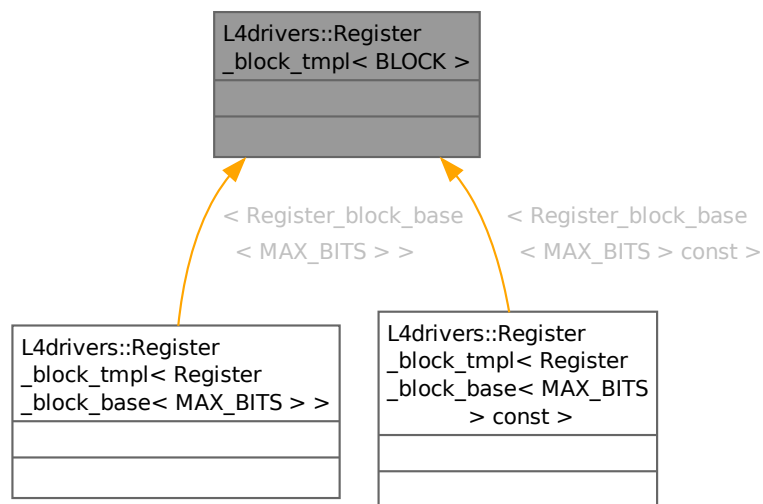 L4drivers::Register
_block_tmpl< BLOCK >
< Register_block_base
< MAX_BITS > >
< Register_block_base
< MAX_BITS > const >
L4drivers::Register
_block_tmpl< Register
_block_base< MAX_BITS > >
L4drivers::Register
_block_tmpl< Register
_block_base< MAX_BITS
> const >